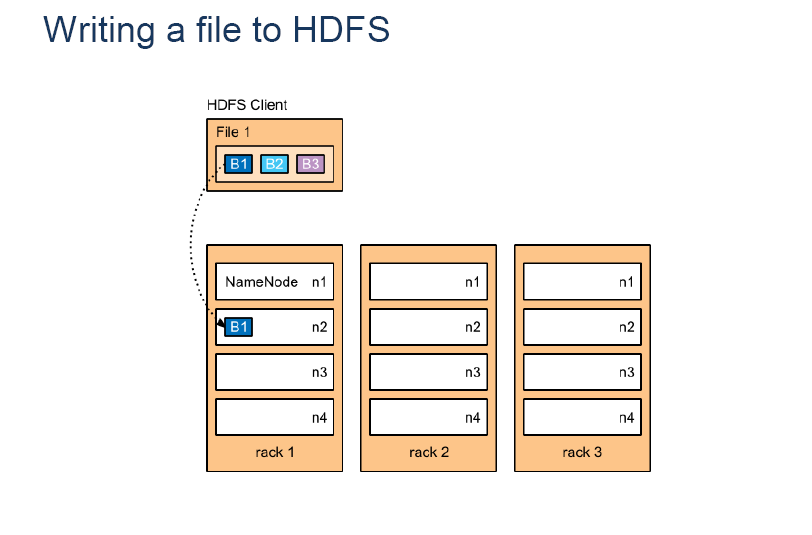 Writing a file to HDFS
HDFS Client
File 1
B1 B2 B3
NameNode n1
B1 n2
n3
n4
rack 1
n1
n2
n3
n4
rack 2
n1
n2
n3
n4
rack 3